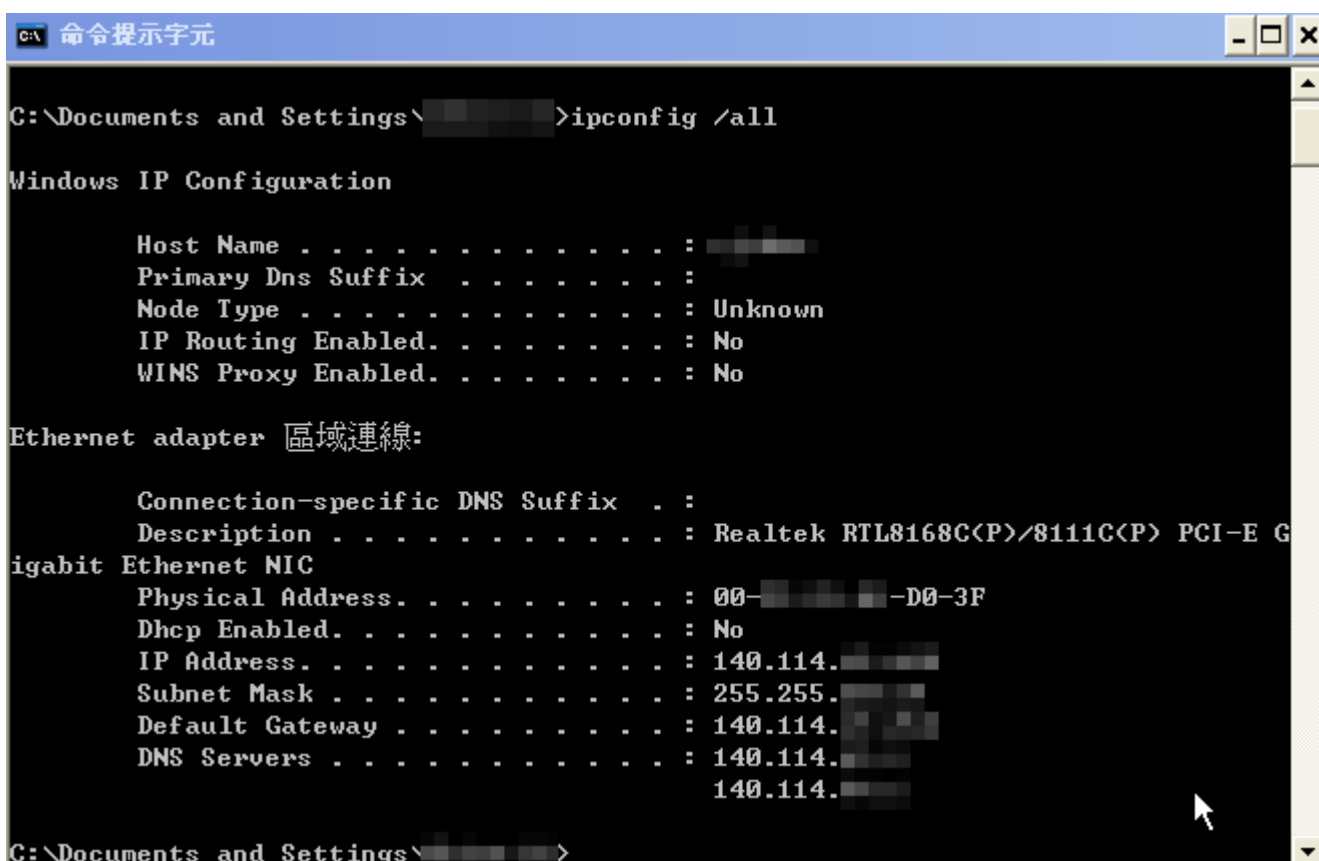 命令提示字元
C:\Documents and Settings\ >ipconfig /all
Windows IP Configuration
Host Name . . . . . . . . . . . . :
Primary Dns Suffix . . . . . . . :
Node Type . . . . . . . . . . . . : Unknown
IP Routing Enabled. . . . . . . . : No
WINS Proxy Enabled. . . . . . . . : No
Ethernet adapter 區域連線:
Connection-specific DNS Suffix . :
Description . . . . . . . . . . . : Realtek RTL8168C(P)/8111C(P) PCI-E G
igabit Ethernet NIC
Physical Address. . . . . . . . . : 00- -D0-3F
Dhcp Enabled. . . . . . . . . . . : No
IP Address. . . . . . . . . . . . : 140.114.
Subnet Mask . . . . . . . . . . . : 255.255.
Default Gateway . . . . . . . . . : 140.114.
DNS Servers . . . . . . . . . . . : 140.114.
140.114.
C:\Documents and Settings\ >